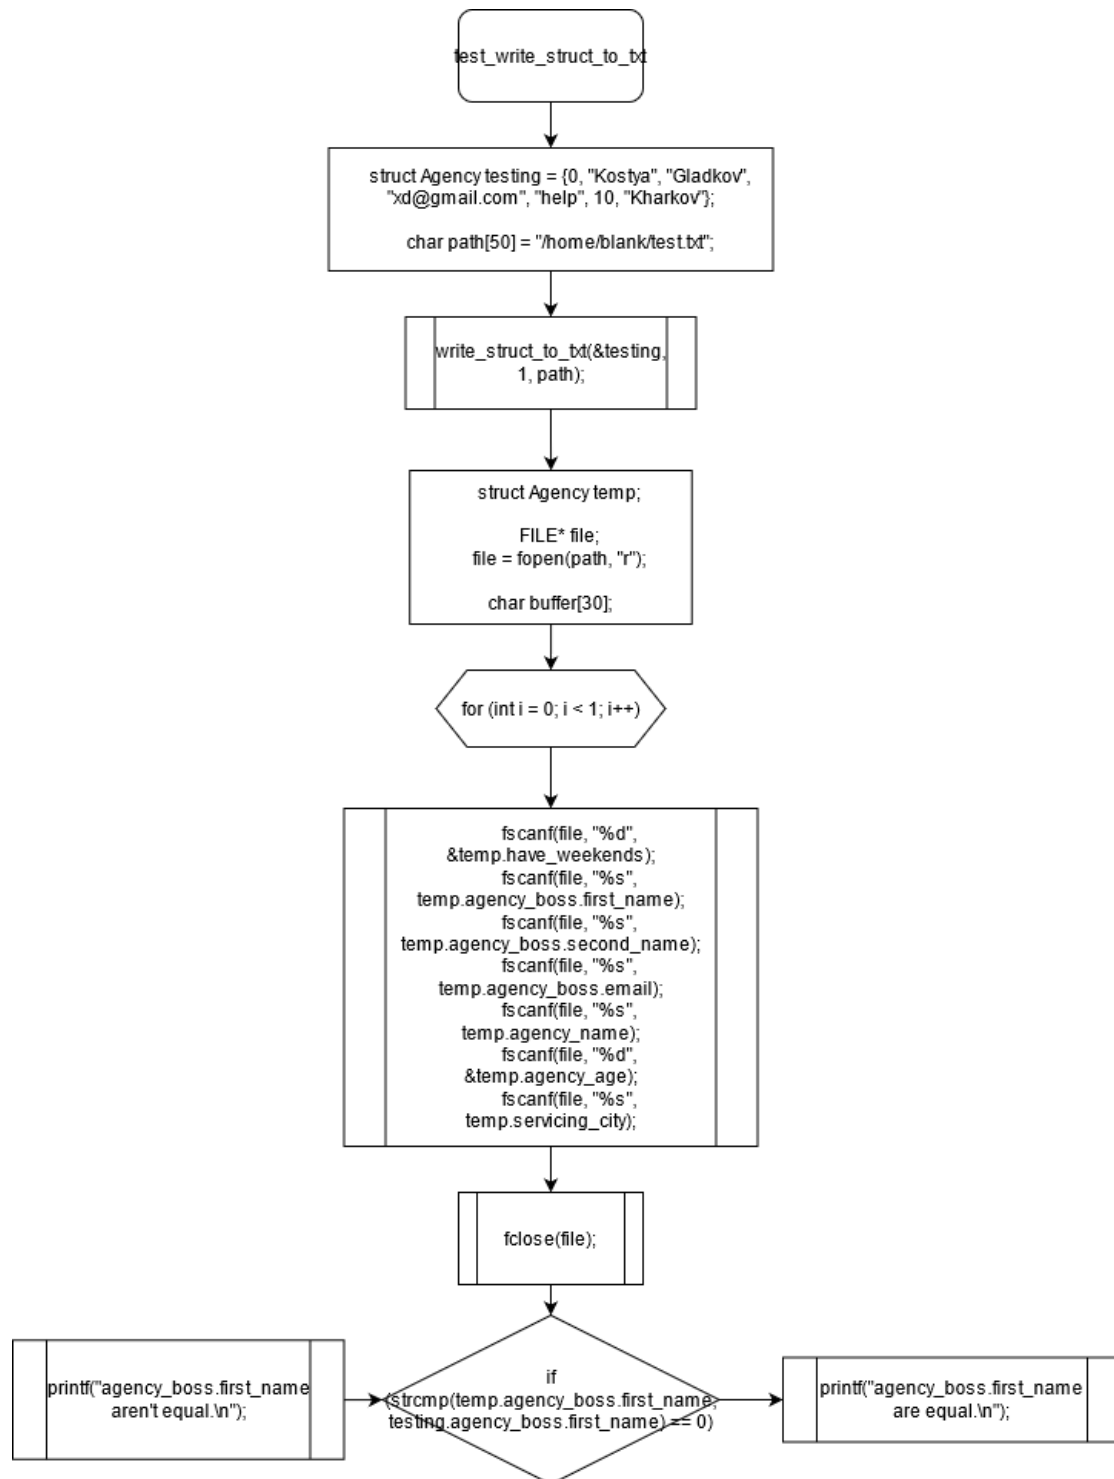 test_write_struct_to_txt
struct Agency testing = {0, "Kostya", "Gladkov",
"xd@gmail.com", "help", 10, "Kharkov"};
char path[50] = "/home/blank/test.txt";
write_struct_to_txt(&testing,
1, path);
struct Agency temp;
FILE* file;
file = fopen(path, "r");
char buffer[30];
for (int i = 0; i < 1; i++)
fscanf(file, "%d",
&temp.have_weekends);
fscanf(file, "%s",
temp.agency_boss.first_name);
fscanf(file, "%s",
temp.agency_boss.second_name);
fscanf(file, "%s",
temp.agency_boss.email);
fscanf(file, "%s",
temp.agency_name);
fscanf(file, "%d",
&temp.agency_age);
fscanf(file, "%s",
temp.servicing_city);
fclose(file);
printf("agency_boss.first_name
aren't equal.\n");
if
(strcmp(temp.agency_boss.first_name,
testing.agency_boss.first_name) == 0)
printf("agency_boss.first_name
are equal.\n");